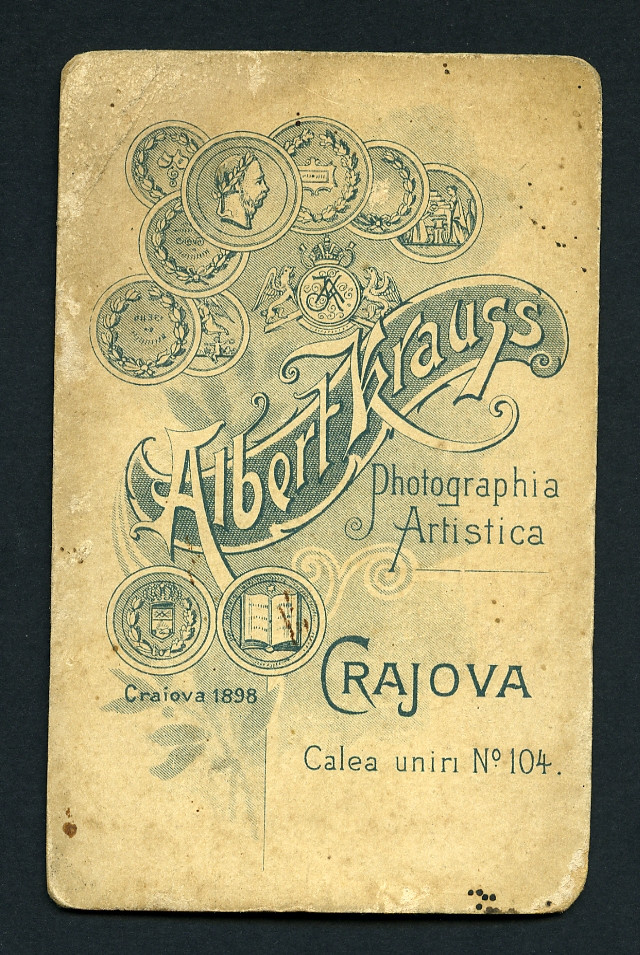 Albert Krauss
Photographia
Artistica
CRAJOVA
Craiova 1898
Calea uniri Nº 104.